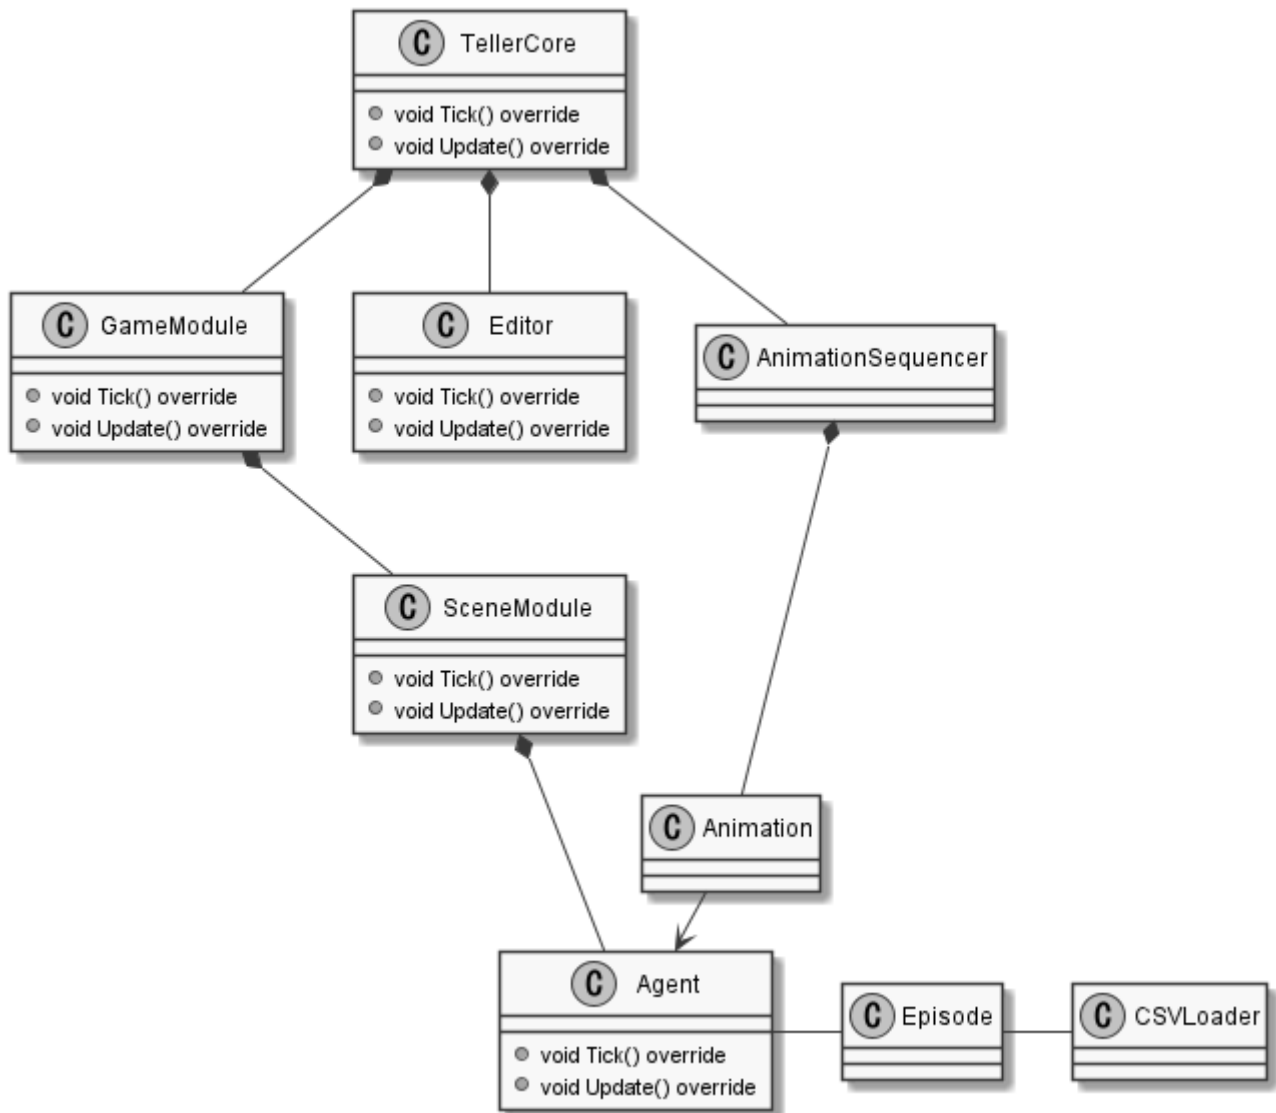 C TellerCore
void Tick() override
void Update() override
C GameModule
void Tick() override
void Update() override
C Editor
void Tick() override
void Update() override
C AnimationSequencer
C SceneModule
void Tick() override
void Update() override
C Animation
C Agent
void Tick() override
void Update() override
C Episode
C CSVLoader